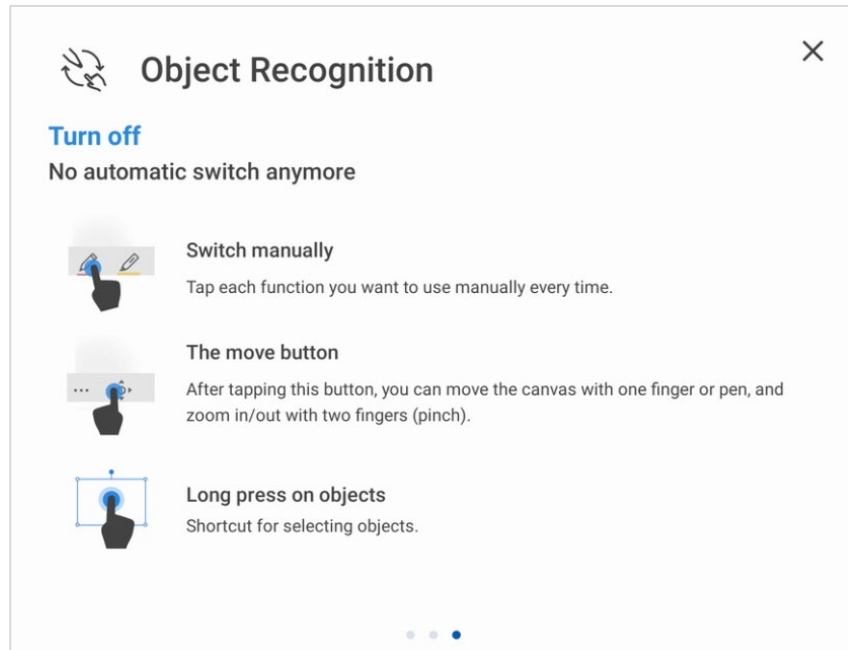 Object Recognition
Turn off
No automatic switch anymore
Switch manually
Tap each function you want to use manually every time.
The move button
After tapping this button, you can move the canvas with one finger or pen, and
zoom in/out with two fingers (pinch).
Long press on objects
Shortcut for selecting objects.